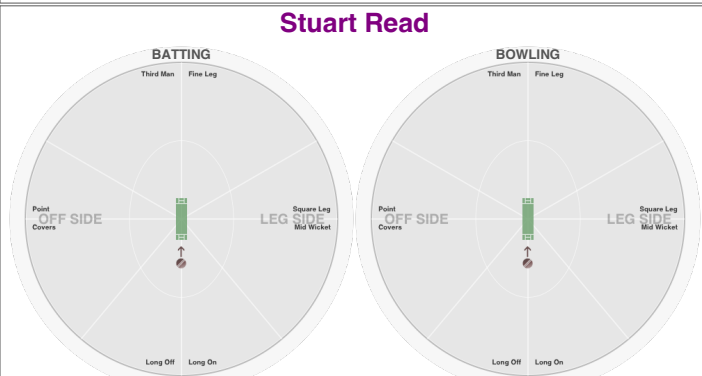 Stuart Read
BATTING
Third Man
Fine Leg
Point
OFF SIDE
Covers
Square Leg
LEG SIDE
Mid Wicket
Long Off
Long On
BOWLING
Third Man
Fine Leg
Point
OFF SIDE
Covers
Square Leg
LEG SIDE
Mid Wicket
Long Off
Long On